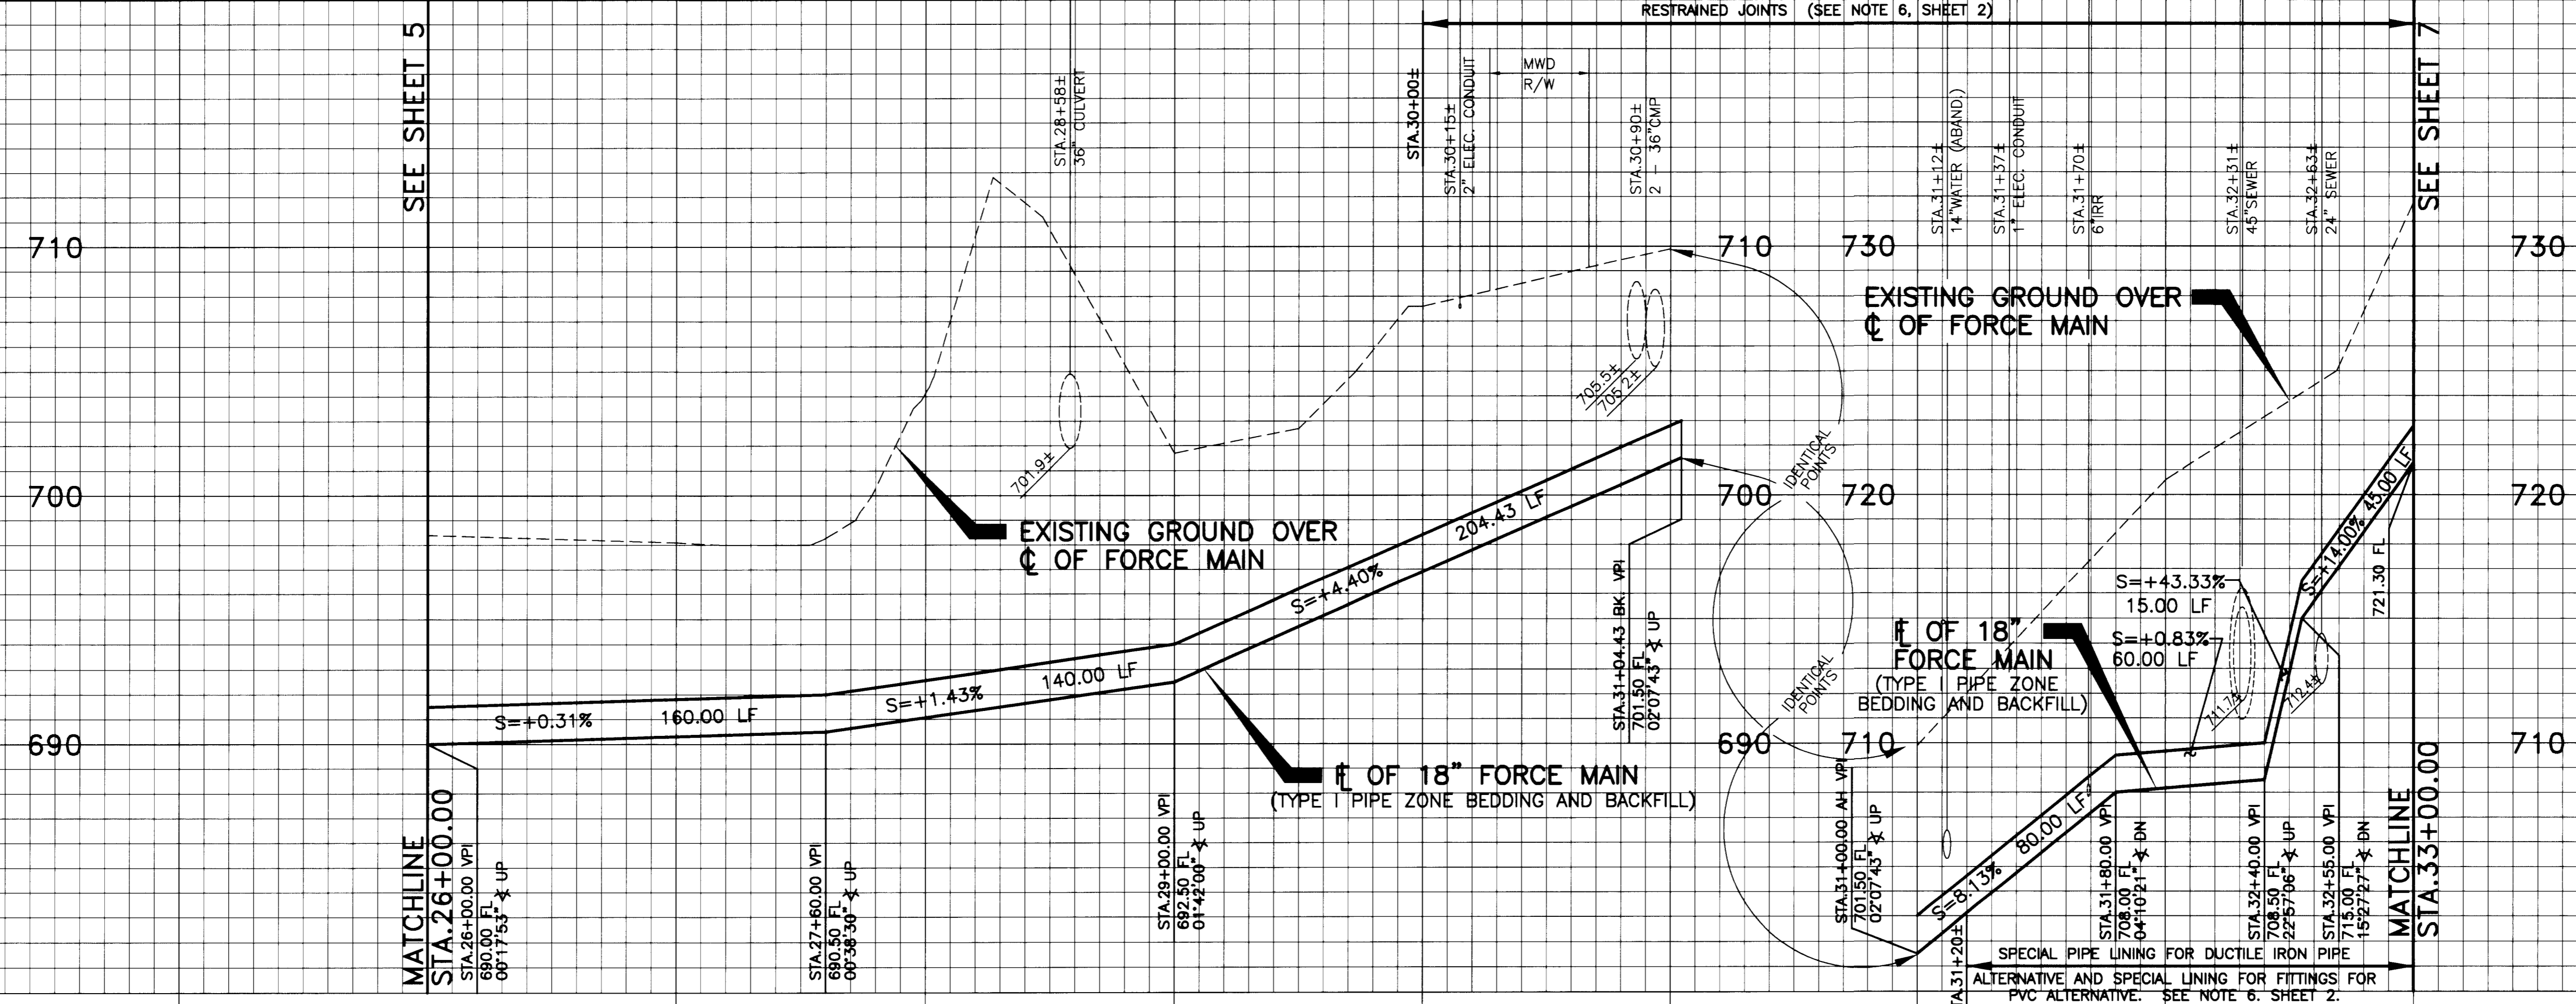 RESTRAINED JOINTS (SEE NOTE 6, SHEET 2)
SEE SHEET 5
STA.28+58±
36" CULVERT
STA.30+00±
STA.30+15±
2" ELEC. CONDUIT
MWD
R/W
STA.30+90±
2 - 36"CMP
STA.31+12±
14"WATER (ABAND.)
STA.31+37±
1" ELEC. CONDUIT
STA.31+70±
6"IRR
STA.32+31±
45"SEWER
STA.32+63±
24" SEWER
SEE SHEET 7
710
710
730
730
EXISTING GROUND OVER
℄ OF FORCE MAIN
705.5±
705.2±
701.9±
IDENTICAL
POINTS
700
700
720
720
EXISTING GROUND OVER
℄ OF FORCE MAIN
204.43 LF
S=+4.40%
S=+14.00% 45.00 LF
721.30 FL
S=+43.33%
15.00 LF
S=+0.83%
60.00 LF
STA.31+04.43 BK. VPI
701.50 FL
02°07'43" ∡ UP
FL OF 18"
FORCE MAIN
(TYPE I PIPE ZONE
BEDDING AND BACKFILL)
IDENTICAL
POINTS
711.7±
712.4±
S=+0.31%
160.00 LF
S=+1.43%
140.00 LF
690
690
710
710
FL OF 18" FORCE MAIN
(TYPE I PIPE ZONE BEDDING AND BACKFILL)
MATCHLINE
STA.26+00.00
STA.26+00.00 VPI
690.00 FL
00°17'53" ∡ UP
STA.27+60.00 VPI
690.50 FL
00°38'30" ∡ UP
STA.29+00.00 VPI
692.50 FL
01°42'00" ∡ UP
STA.31+00.00 AH VPI
701.50 FL
02°07'43" ∡ UP
S=8.13%
80.00 LF
STA.31+80.00 VPI
708.00 FL
04°10'21" ∡ DN
STA.32+40.00 VPI
708.50 FL
22°57'06" ∡ UP
STA.32+55.00 VPI
715.00 FL
15°27'27" ∡ DN
MATCHLINE
STA.33+00.00
TA.31+20±
SPECIAL PIPE LINING FOR DUCTILE IRON PIPE
ALTERNATIVE AND SPECIAL LINING FOR FITTINGS FOR
PVC ALTERNATIVE. SEE NOTE 6. SHEET 2.